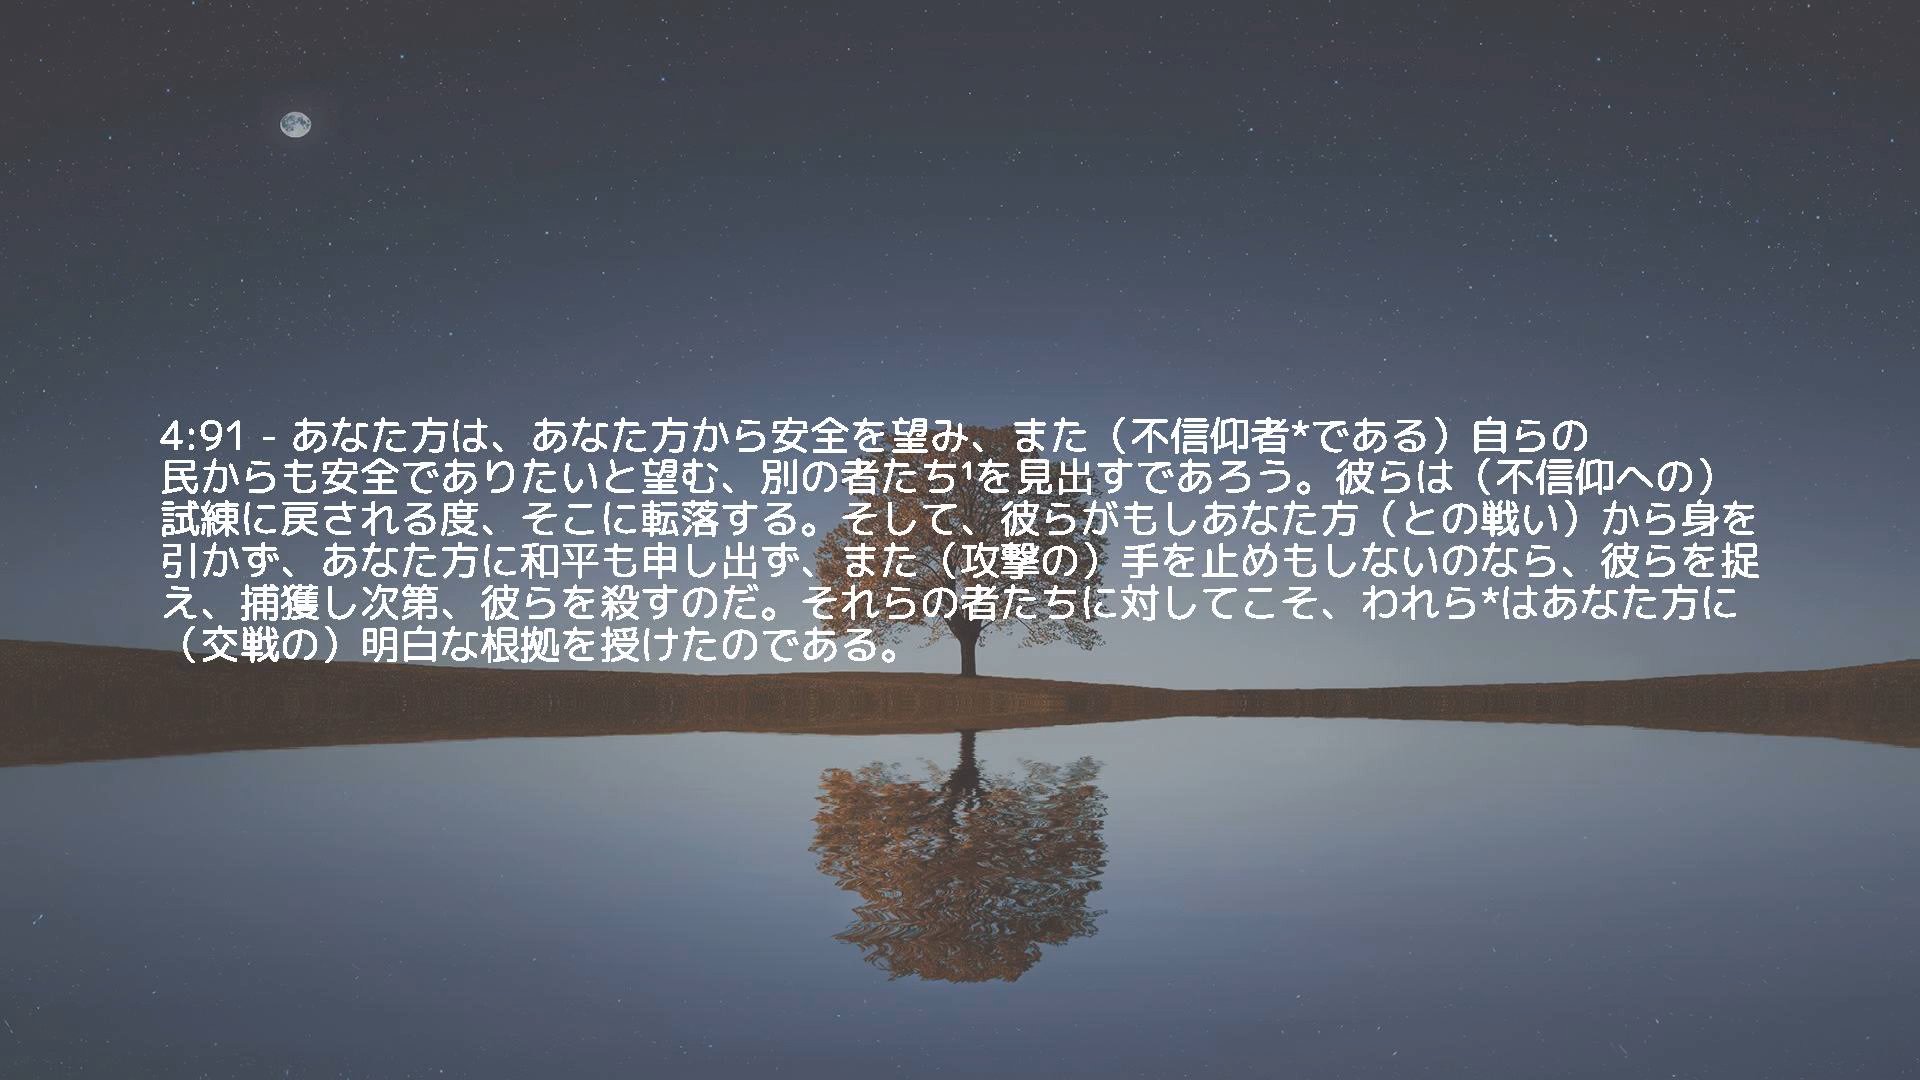 4:91 - あなた方は、あなた方から安全を望み、また（不信仰者*である）自らの
民からも安全でありたいと望む、別の者たち¹を見出すであろう。彼らは（不信仰への）
試練に戻される度、そこに転落する。そして、彼らがもしあなた方（との戦い）から身を
引かず、あなた方に和平も申し出ず、また（攻撃の）手を止めもしないのなら、彼らを捉
え、捕獲し次第、彼らを殺すのだ。それらの者たちに対してこそ、われら*はあなた方に
（交戦の）明白な根拠を授けたのである。